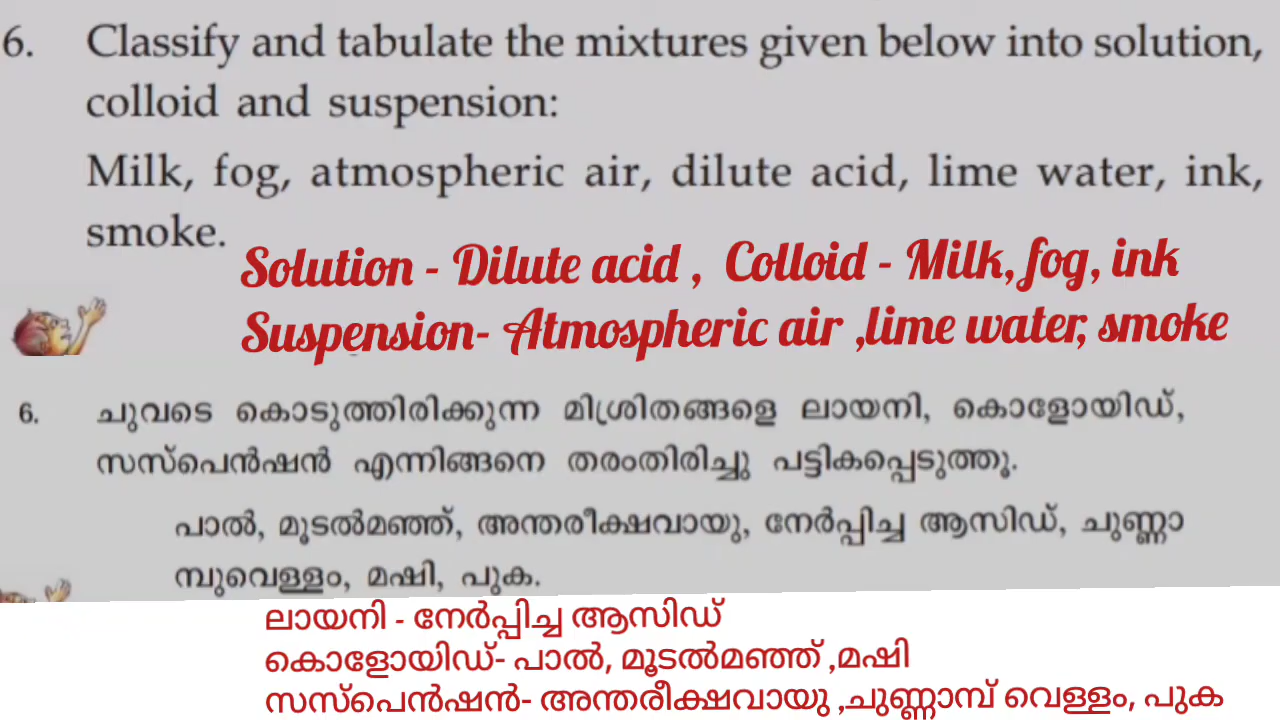 6. Classify and tabulate the mixtures given below into solution,
colloid and suspension:
Milk, fog, atmospheric air, dilute acid, lime water, ink,
smoke.
Solution - Dilute acid , Colloid - Milk, fog, ink
Suspension- Atmospheric air ,lime water, smoke
6. ചുവടെ കൊടുത്തിരിക്കുന്ന മിശ്രിതങ്ങളെ ലായനി, കൊളോയിഡ്,
സസ്പെൻഷൻ എന്നിങ്ങനെ തരംതിരിച്ചു പട്ടികപ്പെടുത്തൂ.
പാൽ, മൂടൽമഞ്ഞ്, അന്തരീക്ഷവായു, നേർപ്പിച്ച ആസിഡ്, ചുണ്ണാ
മ്പുവെള്ളം, മഷി, പുക.
ലായനി - നേർപ്പിച്ച ആസിഡ്
കൊളോയിഡ്- പാൽ, മൂടൽമഞ്ഞ് ,മഷി
സസ്പെൻഷൻ- അന്തരീക്ഷവായു ,ചുണ്ണാമ്പ് വെള്ളം, പുക